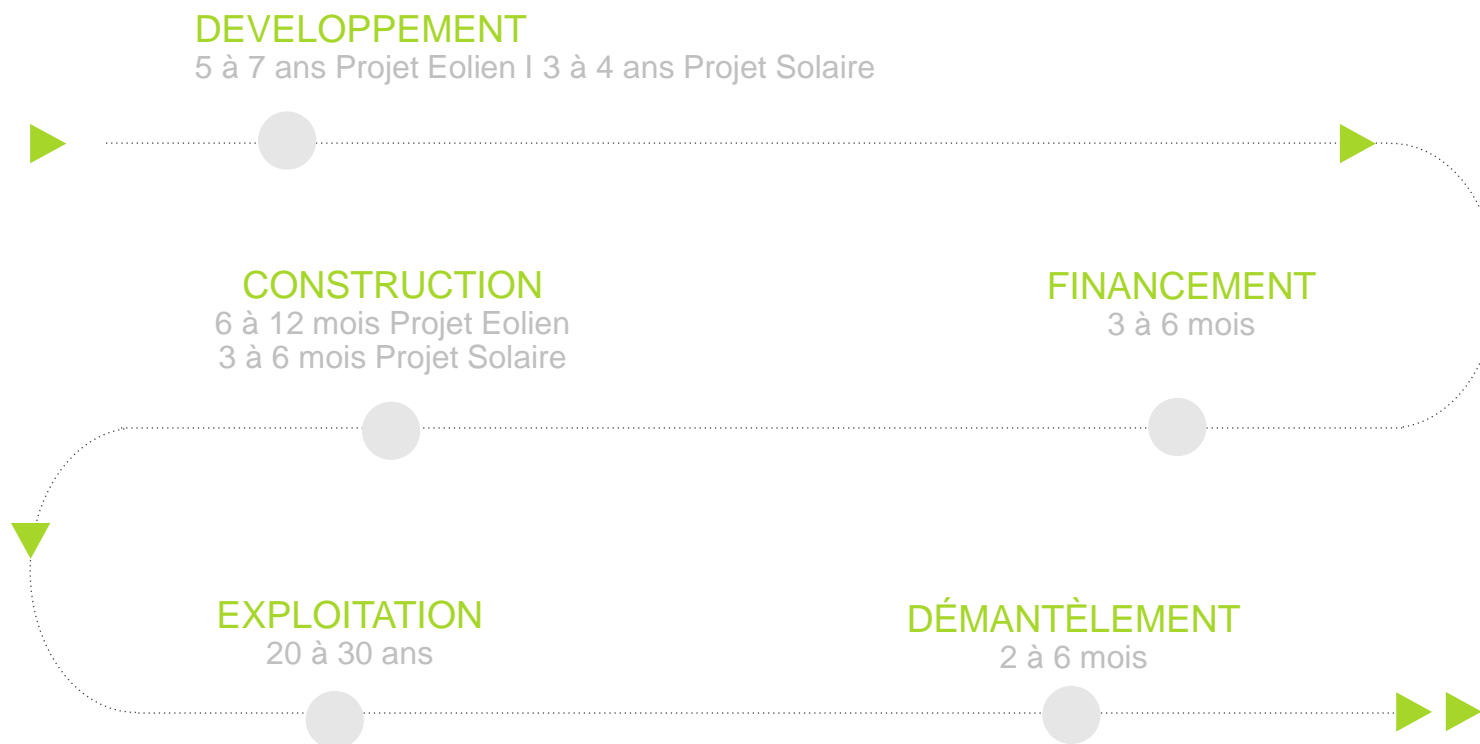 DEVELOPPEMENT
5 à 7 ans Projet Eolien I 3 à 4 ans Projet Solaire
CONSTRUCTION
6 à 12 mois Projet Eolien
3 à 6 mois Projet Solaire
FINANCEMENT
3 à 6 mois
EXPLOITATION
20 à 30 ans
DÉMANTÈLEMENT
2 à 6 mois